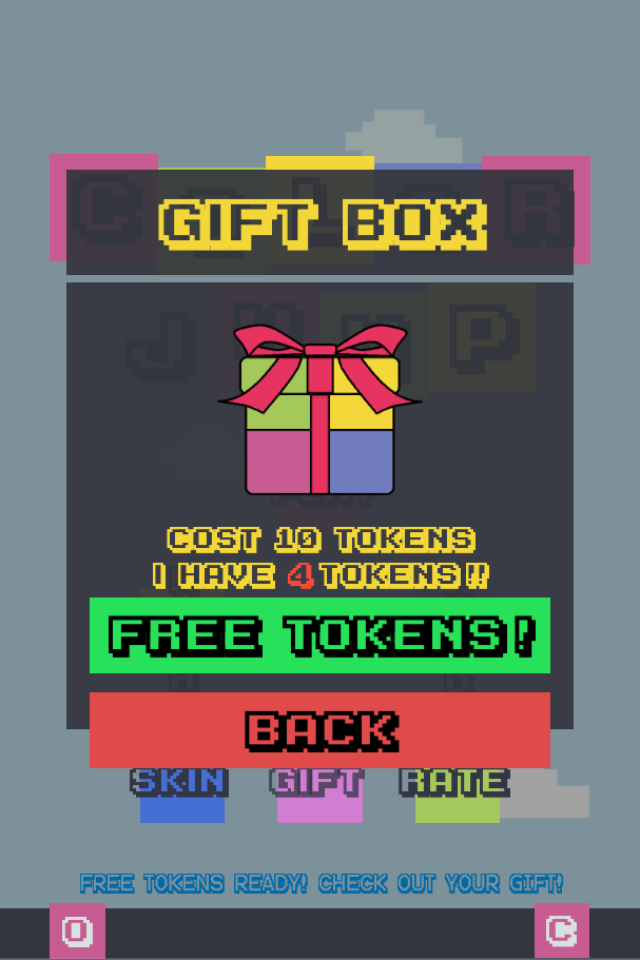 C O L O R
GIFT BOX
J U M P
COST 10 TOKENS
I HAVE 4 TOKENS!!
FREE TOKENS!
BACK
SKIN GIFT RATE
FREE TOKENS READY! CHECK OUT YOUR GIFT!
O C